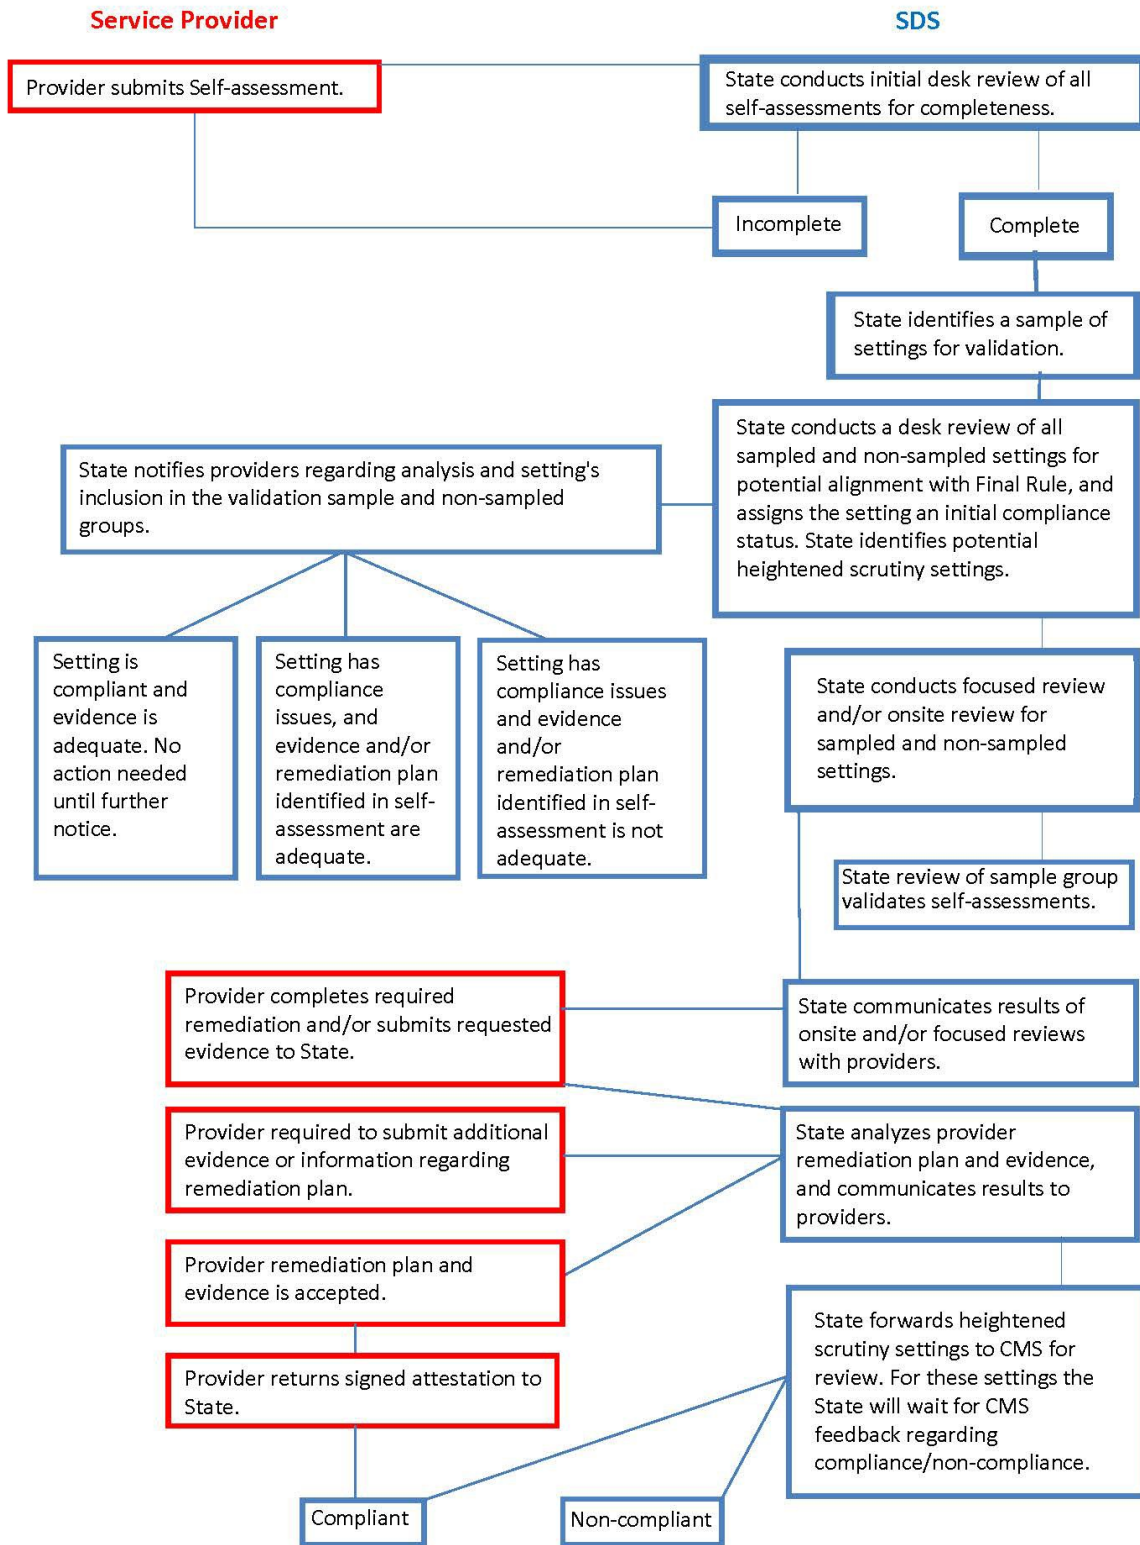 Service Provider
SDS
Provider submits Self-assessment.
State conducts initial desk review of all
self-assessments for completeness.
Incomplete
Complete
State identifies a sample of
settings for validation.
State conducts a desk review of all
sampled and non-sampled settings for
potential alignment with Final Rule, and
assigns the setting an initial compliance
status. State identifies potential
heightened scrutiny settings.
State notifies providers regarding analysis and setting's
inclusion in the validation sample and non-sampled
groups.
Setting is
compliant and
evidence is
adequate. No
action needed
until further
notice.
Setting has
compliance
issues, and
evidence and/or
remediation plan
identified in self-
assessment are
adequate.
Setting has
compliance issues
and evidence
and/or
remediation plan
identified in self-
assessment is not
adequate.
State conducts focused review
and/or onsite review for
sampled and non-sampled
settings.
State review of sample group
validates self-assessments.
Provider completes required
remediation and/or submits requested
evidence to State.
State communicates results of
onsite and/or focused reviews
with providers.
Provider required to submit additional
evidence or information regarding
remediation plan.
State analyzes provider
remediation plan and evidence,
and communicates results to
providers.
Provider remediation plan and
evidence is accepted.
State forwards heightened
scrutiny settings to CMS for
review. For these settings the
State will wait for CMS
feedback regarding
compliance/non-compliance.
Provider returns signed attestation to
State.
Compliant
Non-compliant